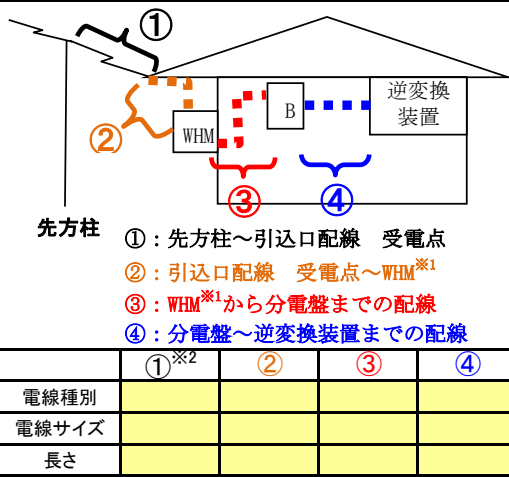 ①
逆変換
装置
B
WHM
②
③
④
先方柱
①：先方柱～引込口配線　受電点
②：引込口配線　受電点～WHM※1
③：WHM※1から分電盤までの配線
④：分電盤～逆変換装置までの配線
①※2 ② ③ ④
電線種別
電線サイズ
長さ